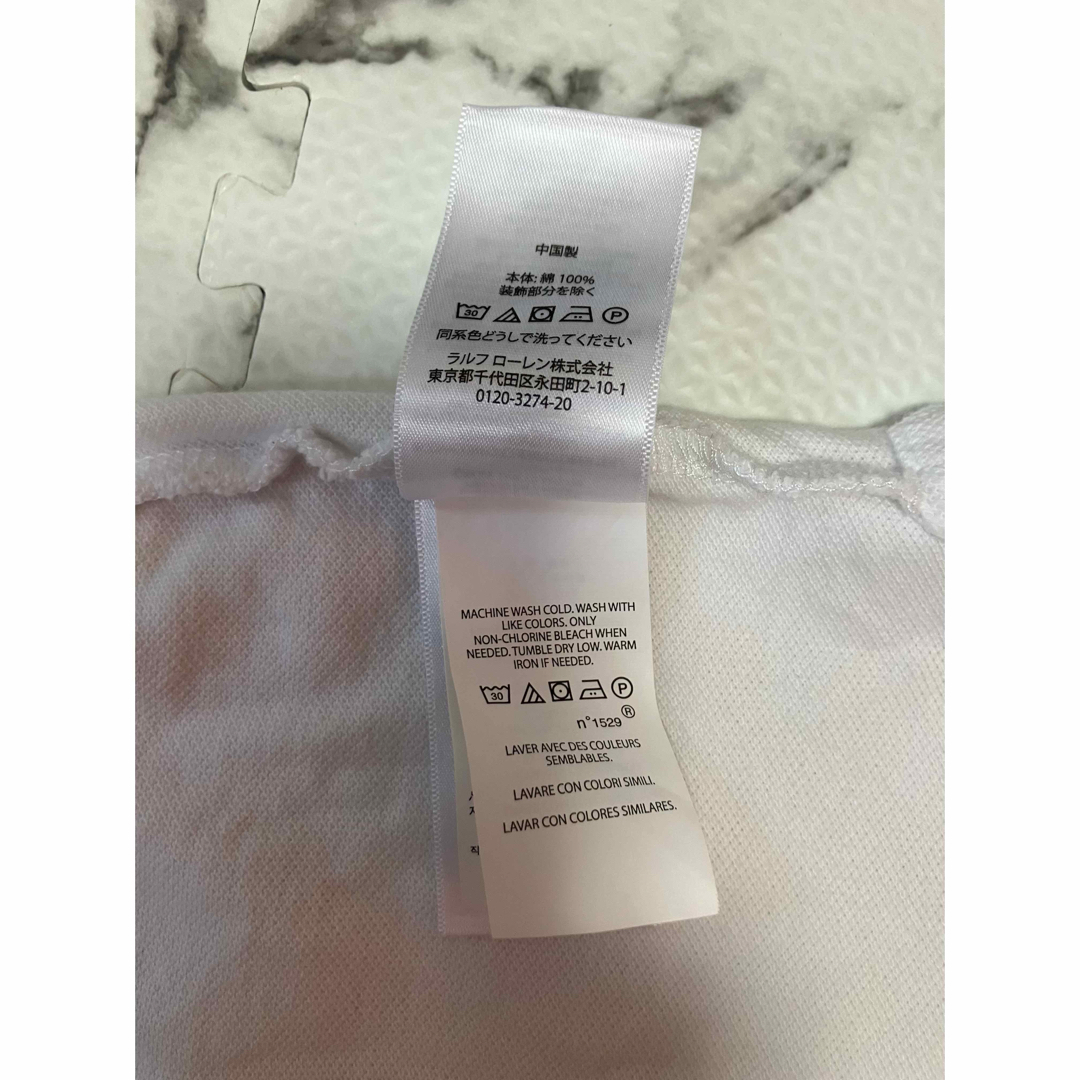 中国製
本体: 綿 100%
装飾部分を除く
30 P
同系色どうしで洗ってください
ラルフ ローレン株式会社
東京都千代田区永田町2-10-1
0120-3274-20
MACHINE WASH COLD. WASH WITH
LIKE COLORS. ONLY
NON-CHLORINE BLEACH WHEN
NEEDED. TUMBLE DRY LOW. WARM
IRON IF NEEDED.
30 P
n°1529 ®
LAVER AVEC DES COULEURS
SEMBLABLES.
LAVARE CON COLORI SIMILI.
LAVAR CON COLORES SIMILARES.